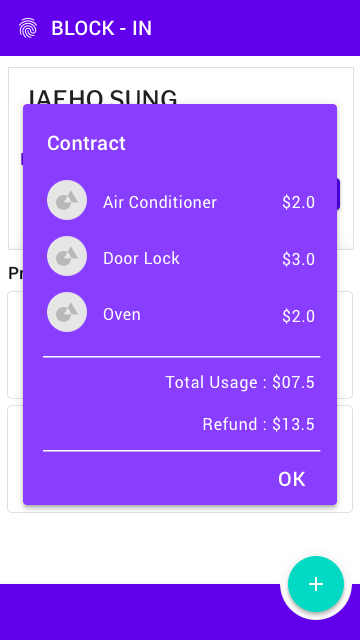 BLOCK - IN
JAEHO SUNG
Contract
Air Conditioner $2.0
Door Lock $3.0
Oven $2.0
Total Usage : $07.5
Refund : $13.5
OK